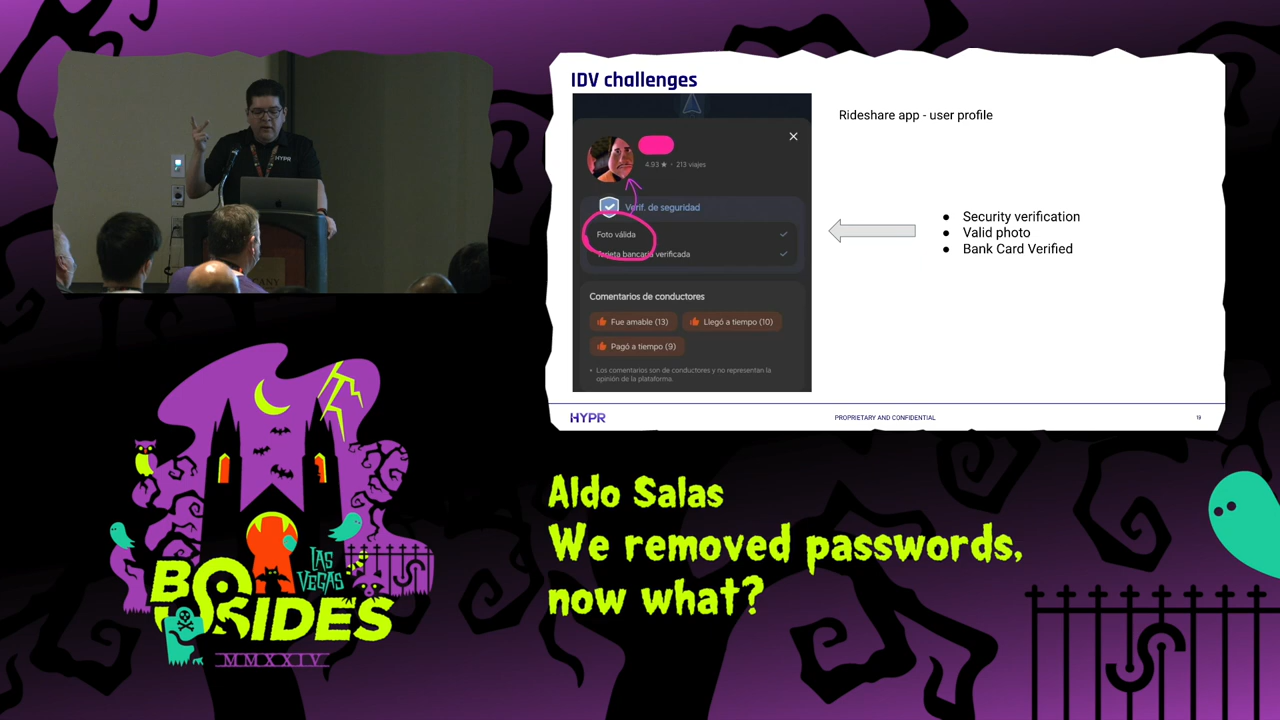 HYPR
IDV challenges
Rideshare app - user profile
4.93 ★ • 213 viajes
Verif. de seguridad
Foto válida
Tarjeta bancaria verificada
Comentarios de conductores
Fue amable (13)
Llegó a tiempo (10)
Pagó a tiempo (9)
• Los comentarios son de conductores y no representan la
opinión de la plataforma.
● Security verification
● Valid photo
● Bank Card Verified
HYPR
PROPRIETARY AND CONFIDENTIAL
19
LAS
VEGAS
BSIDES
MMXXIV
Aldo Salas
We removed passwords,
now what?